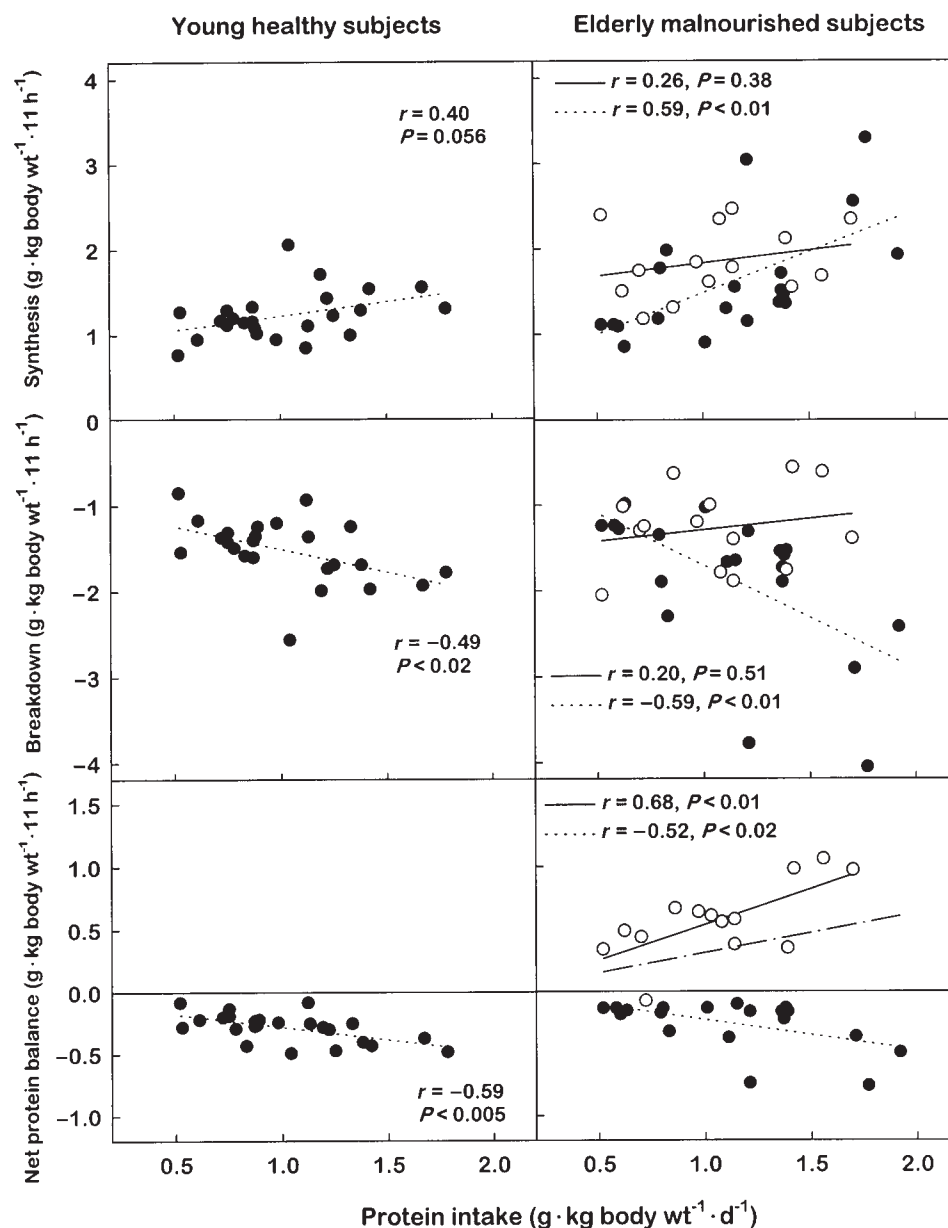 Young healthy subjects
Elderly malnourished subjects
Synthesis (g·kg body wt⁻¹·11 h⁻¹)
4
3
2
1
0
r = 0.40
P = 0.056
r = 0.26, P = 0.38
r = 0.59, P < 0.01
Breakdown (g·kg body wt⁻¹·11 h⁻¹)
−1
−2
−3
−4
r = −0.49
P < 0.02
r = 0.20, P = 0.51
r = −0.59, P < 0.01
Net protein balance (g·kg body wt⁻¹·11 h⁻¹)
1.5
1.0
0.5
0.0
−0.5
−1.0
r = 0.68, P < 0.01
r = −0.52, P < 0.02
r = −0.59
P < 0.005
0.5 1.0 1.5 2.0
0.5 1.0 1.5 2.0
Protein intake (g·kg body wt⁻¹·d⁻¹)